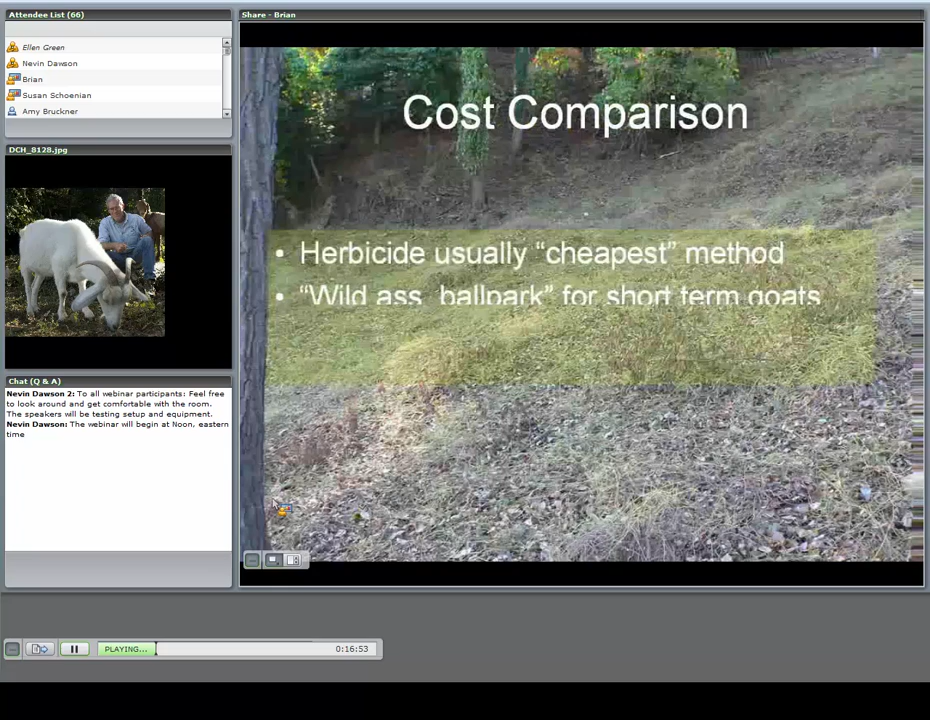 Attendee List (66)
Ellen Green
Nevin Dawson
Brian
Susan Schoenian
Amy Bruckner
DCH_8128.jpg
Chat (Q & A)
Nevin Dawson 2: To all webinar participants: Feel free
to look around and get comfortable with the room.
The speakers will be testing setup and equipment.
Nevin Dawson: The webinar will begin at Noon, eastern
time
Share - Brian
Cost Comparison
• Herbicide usually “cheapest” method
• “Wild ass ballpark” for short term goats
PLAYING...
0:16:53